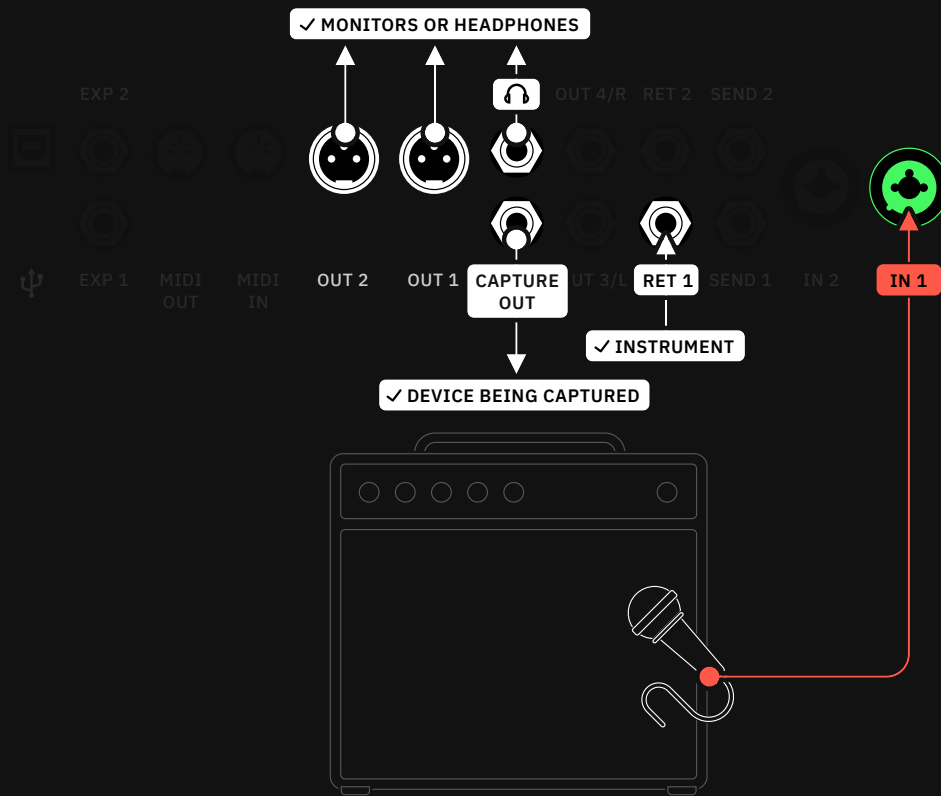 ✓ MONITORS OR HEADPHONES
EXP 2
OUT 4/R
RET 2
SEND 2
EXP 1
MIDI
OUT
MIDI
IN
OUT 2
OUT 1
CAPTURE
OUT
UT 3/L
RET 1
SEND 1
IN 2
IN 1
✓ INSTRUMENT
✓ DEVICE BEING CAPTURED